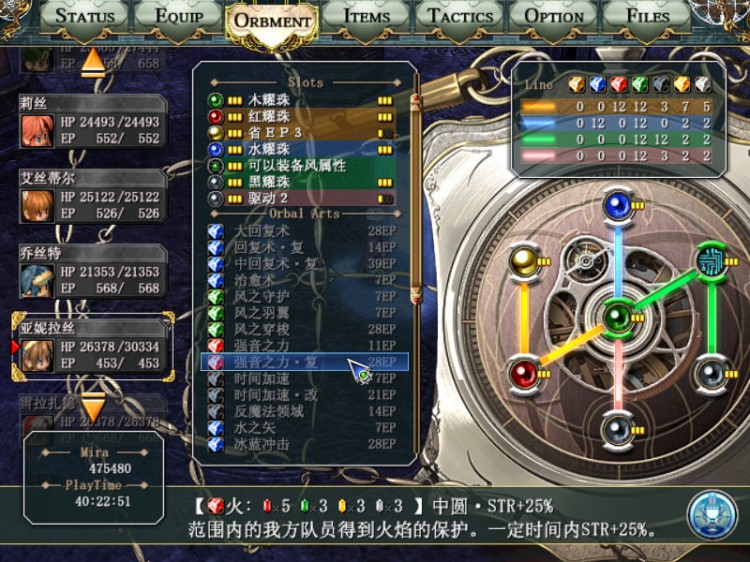 STATUS EQUIP ORBMENT ITEMS TACTICS OPTION FILES
EP 658 / 658
莉丝
HP 24493/24493
EP 552/ 552
艾丝蒂尔
HP 25122/25122
EP 526/ 526
乔丝特
HP 21353/21353
EP 568/ 568
亚妮拉丝
HP 26378/30334
EP 453/ 453
Mira
475480
PlayTime
40:22:51
Slots
木耀珠
红耀珠
省EP3
水耀珠
可以装备风属性
黑耀珠
驱动2
Orbal Arts
大回复术 28EP
回复术·复 14EP
中回复术·复 39EP
治愈术 7EP
风之守护 7EP
风之羽翼 7EP
风之穿梭 28EP
强音之力 11EP
强音之力·复 28EP
时间加速 7EP
时间加速·改 21EP
反魔法领域 14EP
水之矢 7EP
冰蓝冲击 28EP
Line
0 0 12 12 3 7 5
0 12 0 12 0 2 2
0 0 0 12 12 2 2
0 0 0 12 3 2 2
【火: ×5 ×3 ×3 ×3 】中圆·STR+25%
范围内的我方队员得到火焰的保护。一定时间内STR+25%。